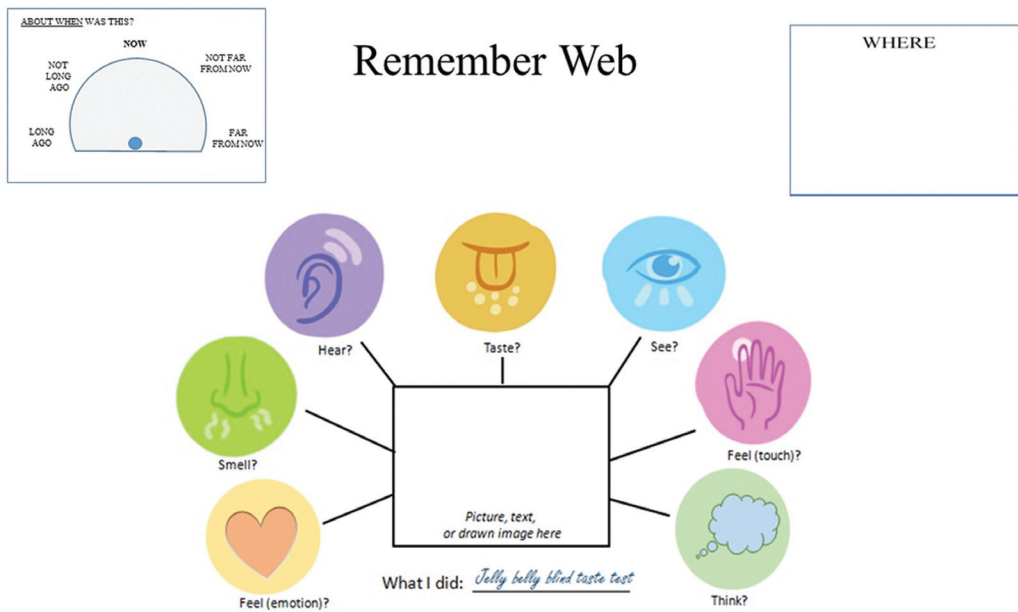 ABOUT WHEN WAS THIS?
NOW
NOT
LONG
AGO
NOT FAR
FROM NOW
LONG
AGO
FAR
FROM NOW
Remember Web
WHERE
Hear?
Taste?
See?
Smell?
Feel (touch)?
Feel (emotion)?
Think?
Picture, text,
or drawn image here
What I did: Jelly belly blind taste test